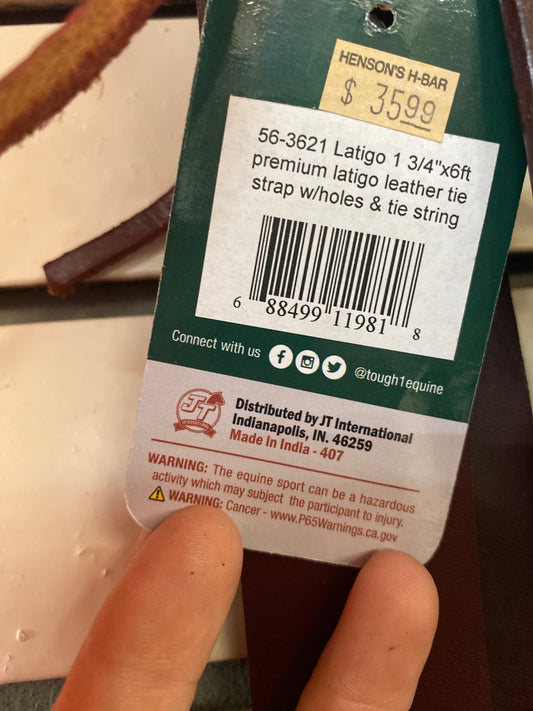 HENSON'S H-BAR
$ 35.99
56-3621 Latigo 1 3/4"x6ft
premium latigo leather tie
strap w/holes & tie string
6 88499 11981 8
Connect with us @tough1equine
JT
INTERNATIONAL
Distributed by JT International
Indianapolis, IN. 46259
Made in India - 407
WARNING: The equine sport can be a hazardous
activity which may subject the participant to injury.
WARNING: Cancer - www.P65Warnings.ca.gov